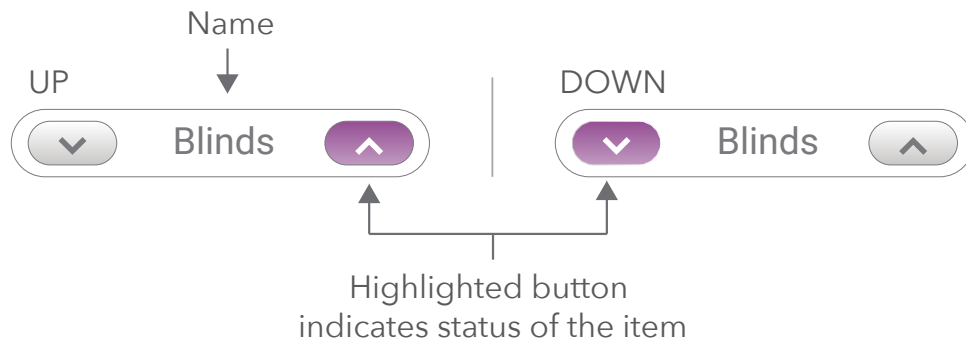 Name
UP
Blinds
DOWN
Blinds
Highlighted button
indicates status of the item